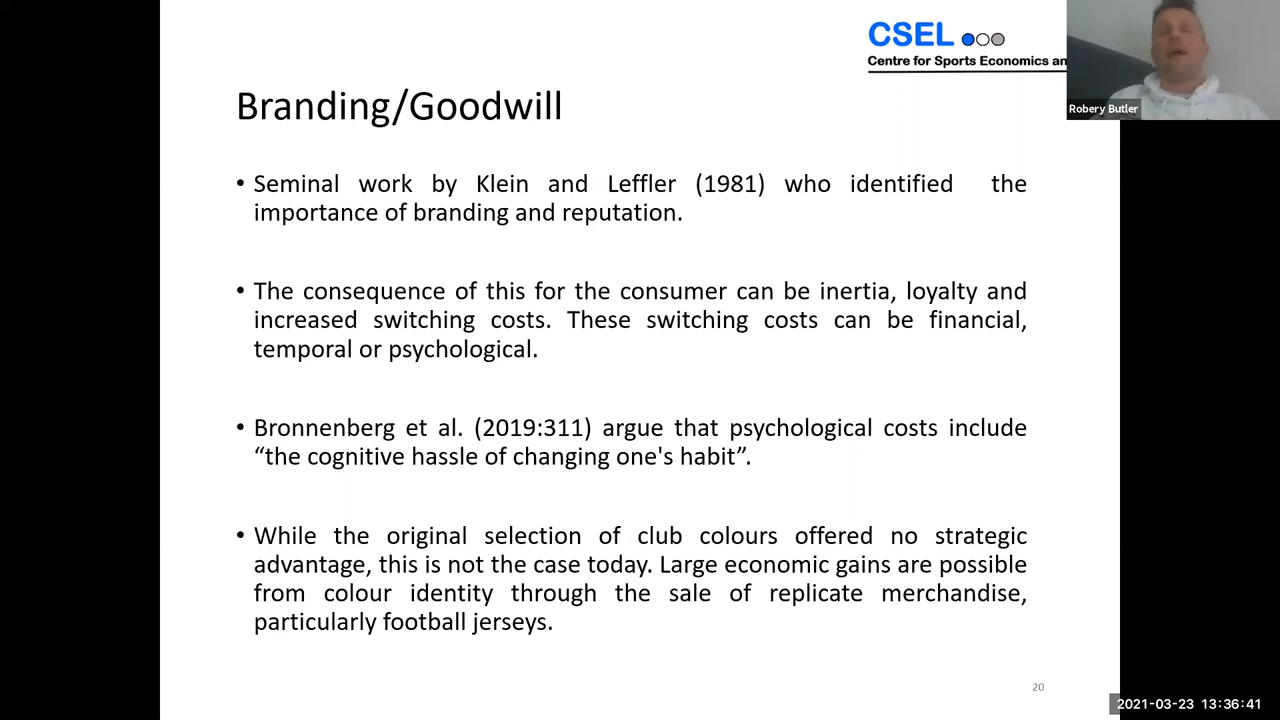 CSEL
Centre for Sports Economics an
Robery Butler
Branding/Goodwill
• Seminal work by Klein and Leffler (1981) who identified the
importance of branding and reputation.
• The consequence of this for the consumer can be inertia, loyalty and
increased switching costs. These switching costs can be financial,
temporal or psychological.
• Bronnenberg et al. (2019:311) argue that psychological costs include
“the cognitive hassle of changing one's habit”.
• While the original selection of club colours offered no strategic
advantage, this is not the case today. Large economic gains are possible
from colour identity through the sale of replicate merchandise,
particularly football jerseys.
20
2021-03-23 13:36:41